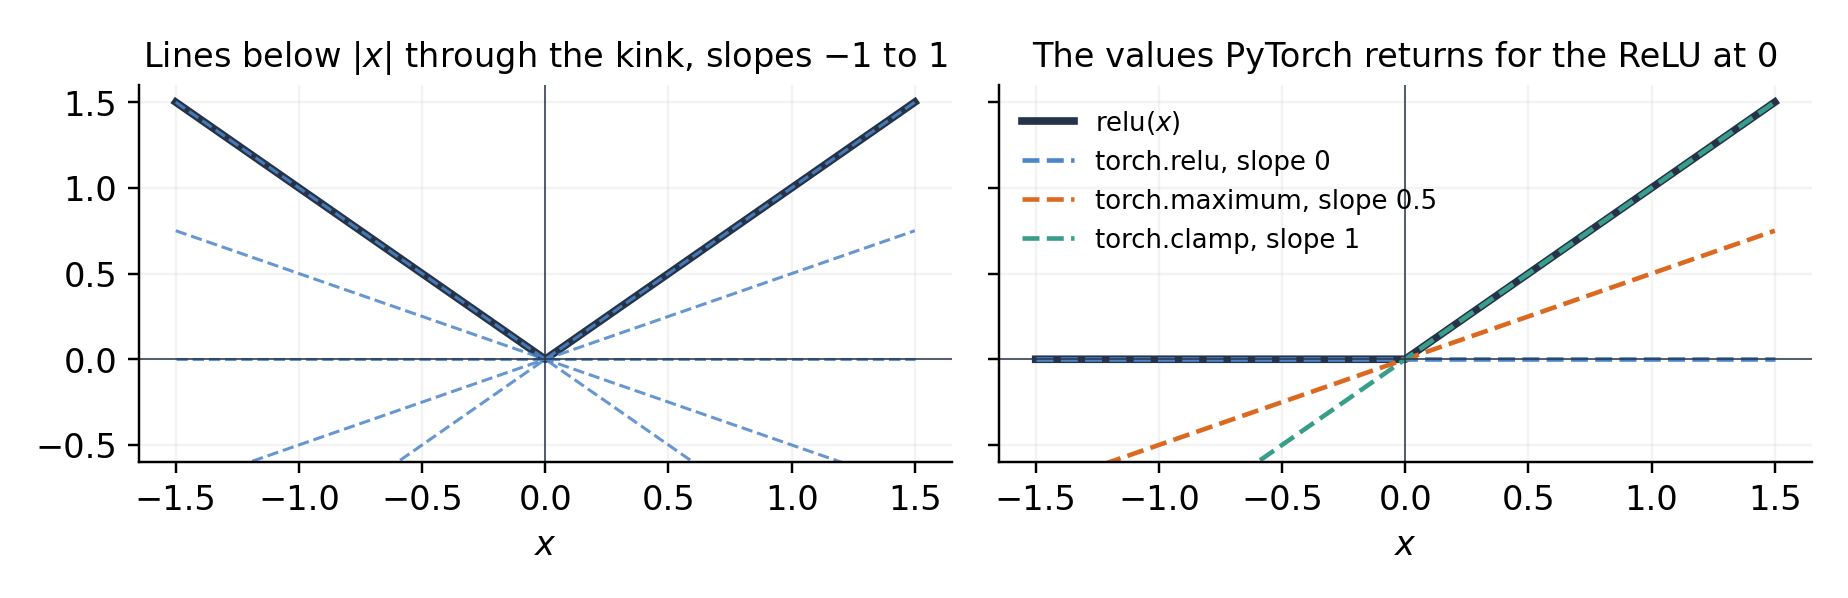 Lines below |x| through the kink, slopes −1 to 1
1.5
1.0
0.5
0.0
−0.5
−1.5 −1.0 −0.5 0.0 0.5 1.0 1.5
x
The values PyTorch returns for the ReLU at 0
relu(x)
torch.relu, slope 0
torch.maximum, slope 0.5
torch.clamp, slope 1
−1.5 −1.0 −0.5 0.0 0.5 1.0 1.5
x